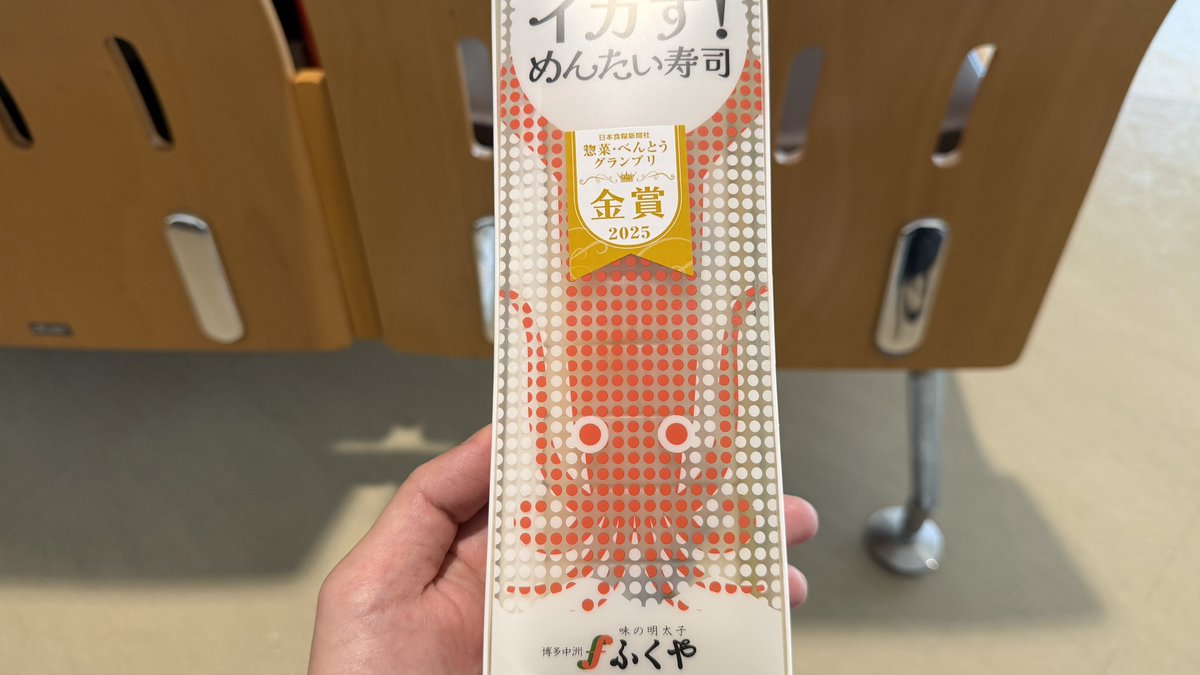 イカす!
めんたい寿司
日本食糧新聞社
惣菜・べんとう
グランプリ
金賞
2025
味の明太子
博多中洲 ふくや